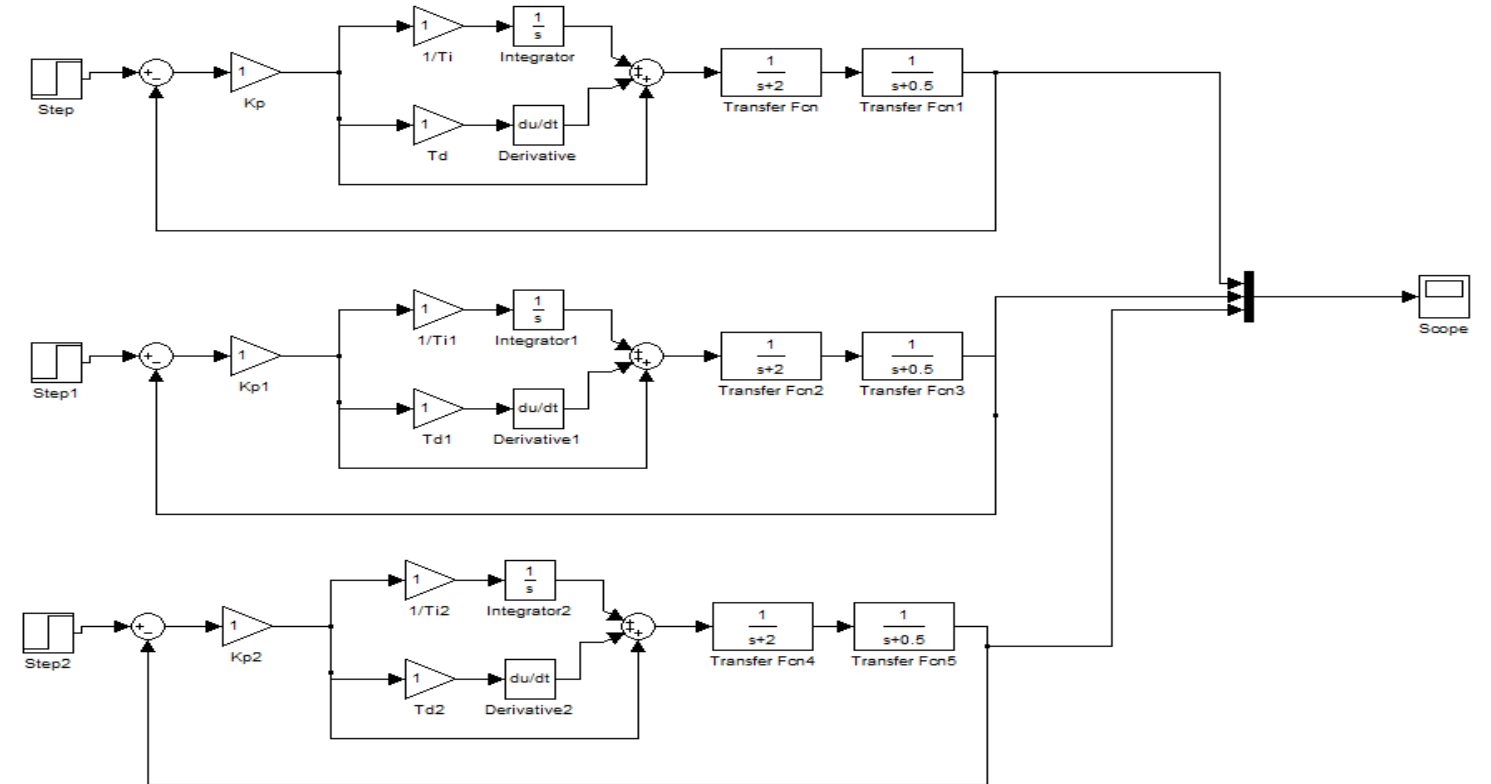 1
1/Ti
1
s
Integrator
Step
+
−
1
Kp
+
+
+
1
s+2
Transfer Fcn
1
s+0.5
Transfer Fcn1
1
Td
du/dt
Derivative
1
1/Ti1
1
s
Integrator1
Step1
+
−
1
Kp1
+
+
+
1
s+2
Transfer Fcn2
1
s+0.5
Transfer Fcn3
1
Td1
du/dt
Derivative1
Scope
1
1/Ti2
1
s
Integrator2
Step2
+
−
1
Kp2
+
+
+
1
s+2
Transfer Fcn4
1
s+0.5
Transfer Fcn5
1
Td2
du/dt
Derivative2